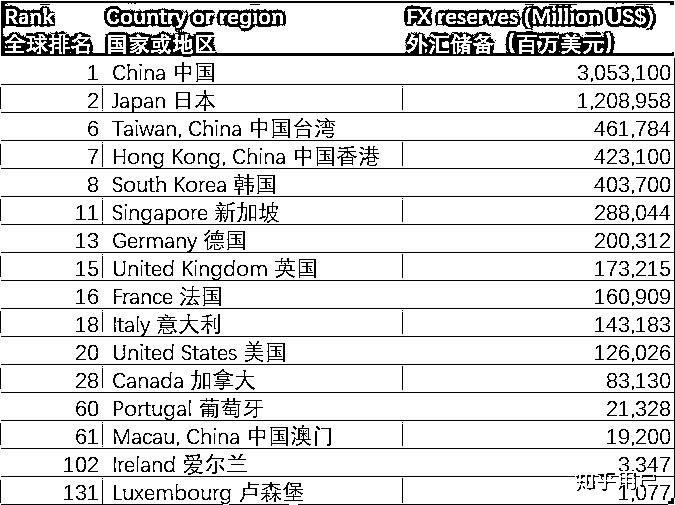 Rank Country or region FX reserves (Million US$)
全球排名 国家或地区 外汇储备（百万美元）
1 China 中国 3,053,100
2 Japan 日本 1,208,958
6 Taiwan, China 中国台湾 461,784
7 Hong Kong, China 中国香港 423,100
8 South Korea 韩国 403,700
11 Singapore 新加坡 288,044
13 Germany 德国 200,312
15 United Kingdom 英国 173,215
16 France 法国 160,909
18 Italy 意大利 143,183
20 United States 美国 126,026
28 Canada 加拿大 83,130
60 Portugal 葡萄牙 21,328
61 Macau, China 中国澳门 19,200
102 Ireland 爱尔兰 3,347
131 Luxembourg 卢森堡 1,077
知乎用户